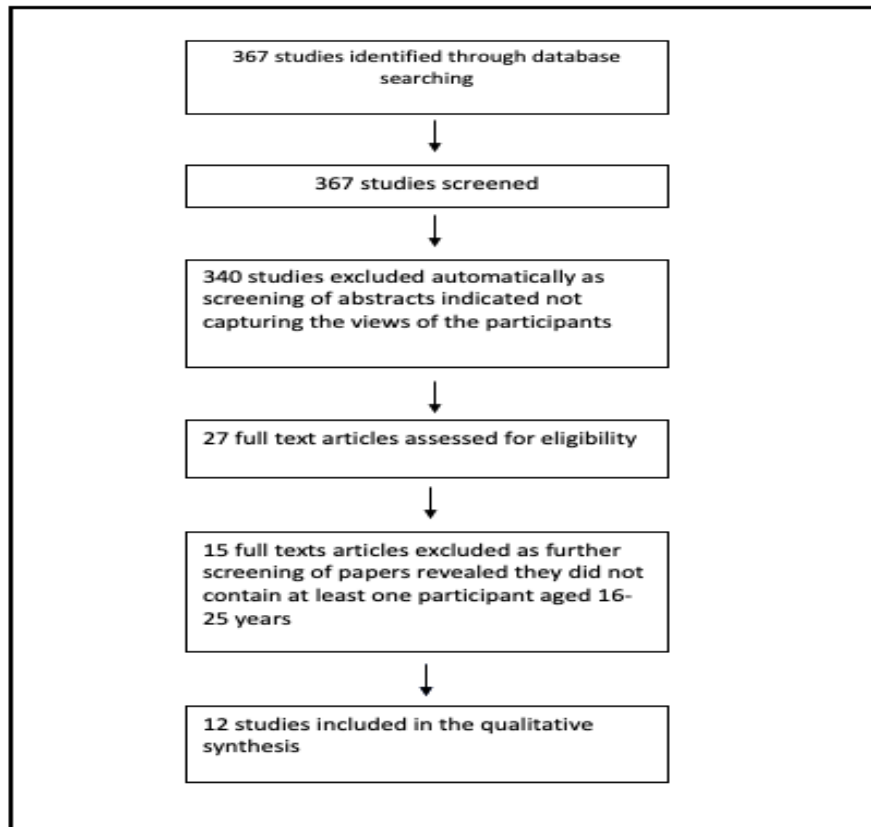 367 studies identified through database
searching
367 studies screened
340 studies excluded automatically as
screening of abstracts indicated not
capturing the views of the participants
27 full text articles assessed for eligibility
15 full texts articles excluded as further
screening of papers revealed they did not
contain at least one participant aged 16-
25 years
12 studies included in the qualitative
synthesis